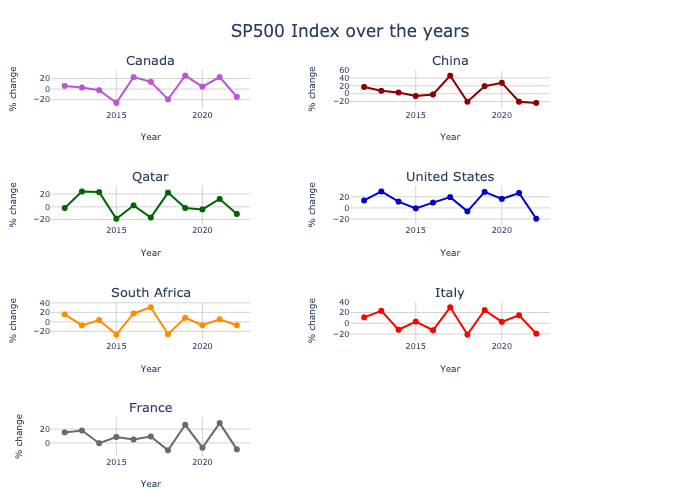 SP500 Index over the years
Canada
% change
20
0
−20
2015
2020
Year
China
% change
60
40
20
0
−20
2015
2020
Year
Qatar
% change
20
0
−20
2015
2020
Year
United States
% change
20
0
−20
2015
2020
Year
South Africa
% change
40
20
0
−20
2015
2020
Year
Italy
% change
40
20
0
−20
2015
2020
Year
France
% change
20
0
2015
2020
Year